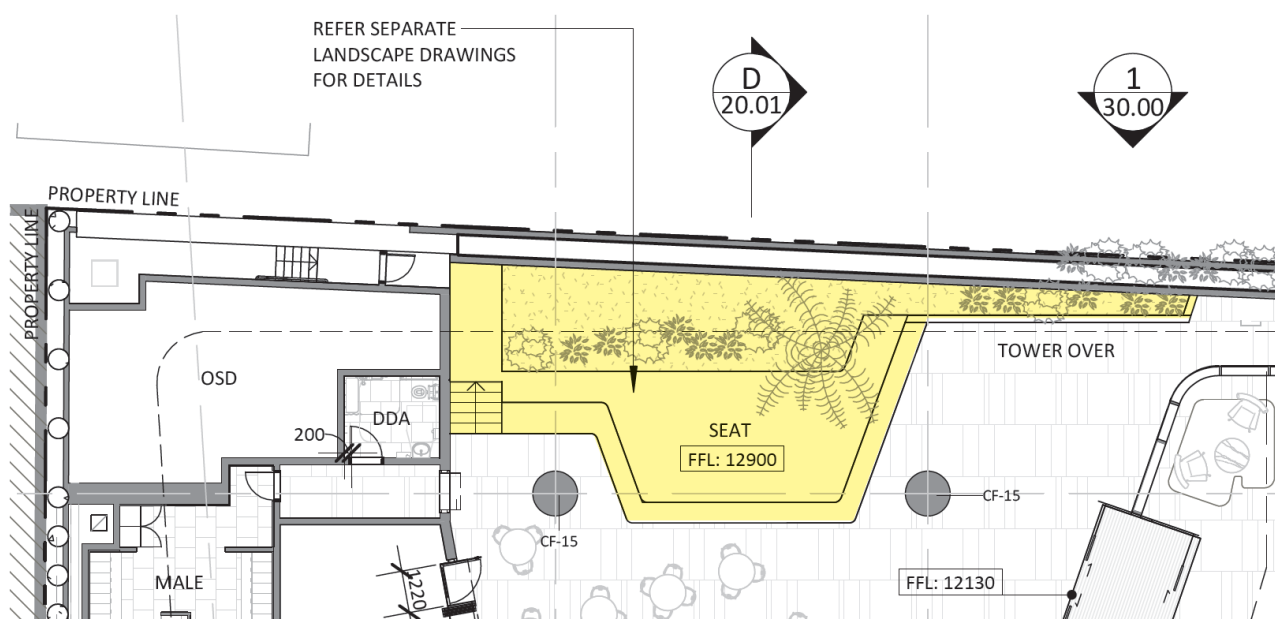 REFER SEPARATE
LANDSCAPE DRAWINGS
FOR DETAILS
D
20.01
1
30.00
PROPERTY LINE
PROPERTY LINE
TOWER OVER
OSD
DDA
200
SEAT
FFL: 12900
CF-15
CF-15
MALE
1220
FFL: 12130